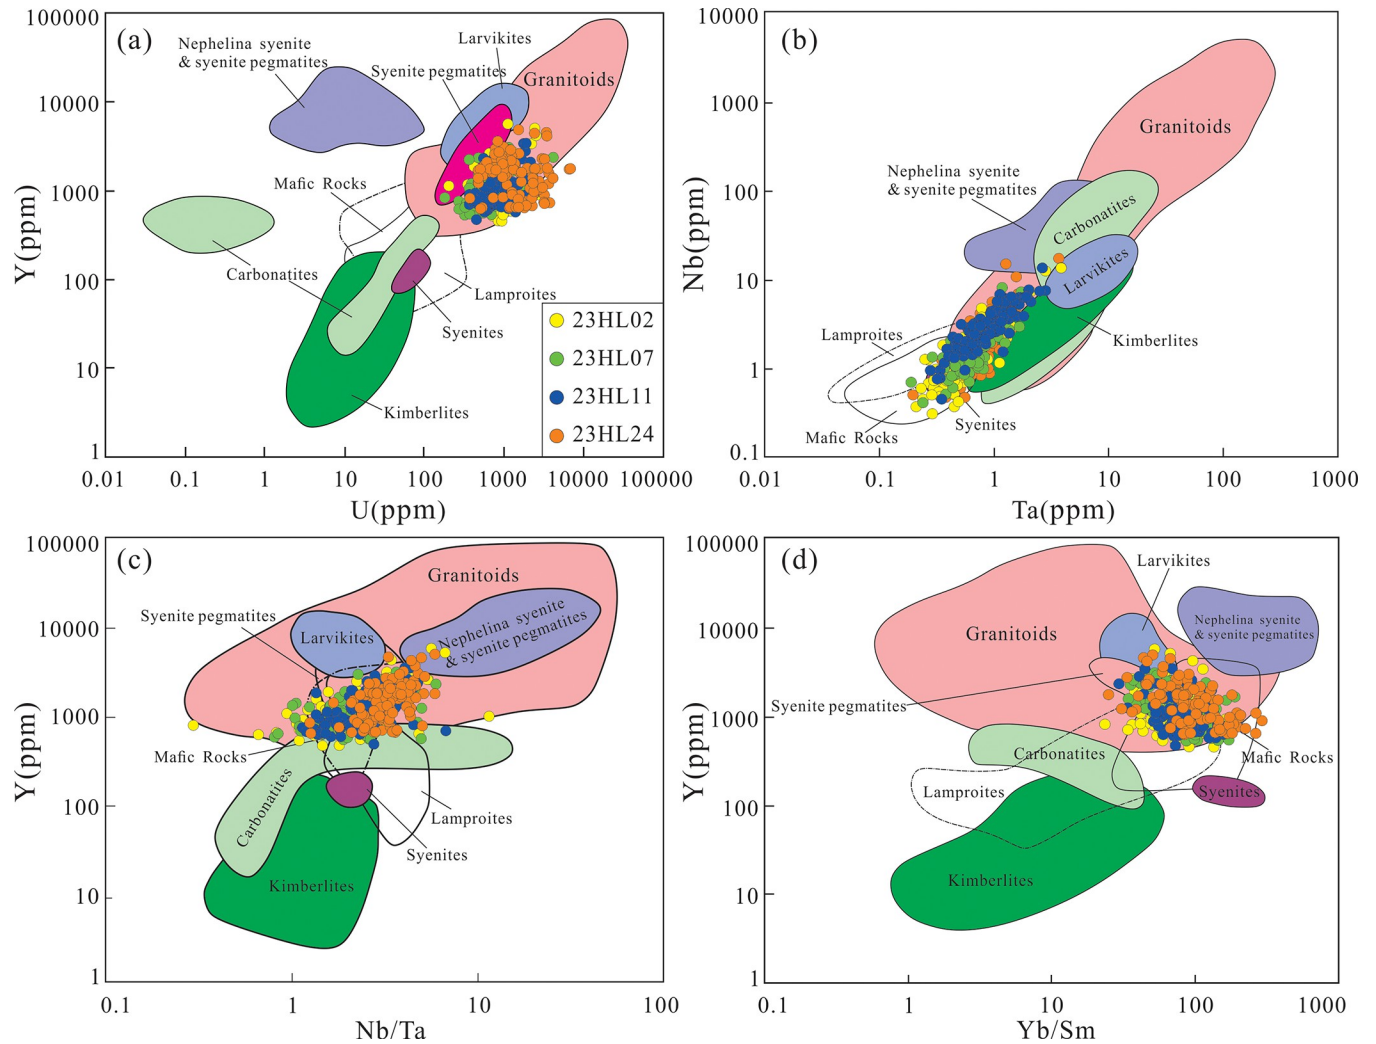 (a)
100000
10000
1000
100
10
1
Y(ppm)
Nephelina syenite
& syenite pegmatites
Larvikites
Syenite pegmatites
Granitoids
Mafic Rocks
Carbonatites
Lamproites
Syenites
Kimberlites
23HL02
23HL07
23HL11
23HL24
0.01 0.1 1 10 100 1000 10000 100000
U(ppm)
(b)
10000
1000
100
10
1
0.1
Nb(ppm)
Granitoids
Nephelina syenite
& syenite pegmatites
Carbonatites
Larvikites
Lamproites
Kimberlites
Syenites
Mafic Rocks
0.01 0.1 1 10 100 1000
Ta(ppm)
(c)
100000
10000
1000
100
10
1
Y(ppm)
Granitoids
Syenite pegmatites
Larvikites
Nephelina syenite
& syenite pegmatites
Mafic Rocks
Carbonatites
Lamproites
Syenites
Kimberlites
0.1 1 10 100
Nb/Ta
(d)
100000
10000
1000
100
10
1
Y(ppm)
Larvikites
Granitoids
Nephelina syenite
& syenite pegmatites
Syenite pegmatites
Carbonatites
Mafic Rocks
Lamproites
Syenites
Kimberlites
0.1 1 10 100 1000
Yb/Sm